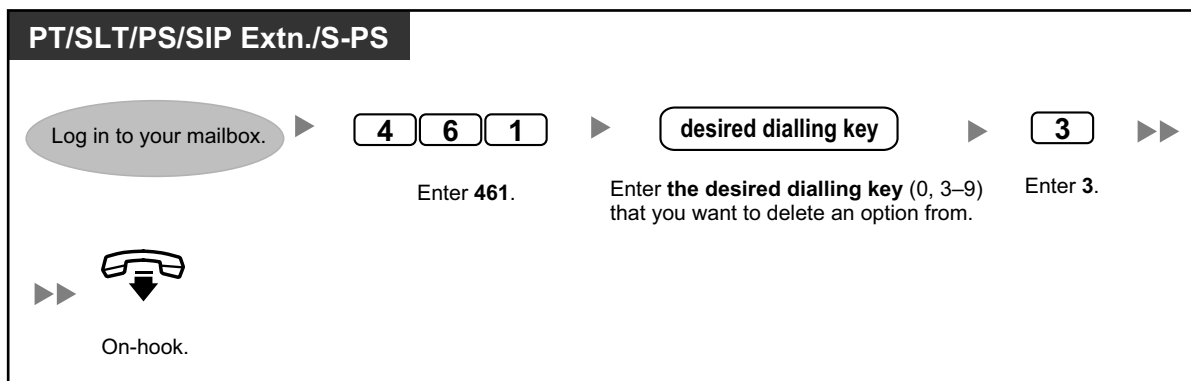 PT/SLT/PS/SIP Extn./S-PS
Log in to your mailbox.
4 6 1
desired dialling key
3
Enter 461.
Enter the desired dialling key (0, 3–9)
that you want to delete an option from.
Enter 3.
On-hook.